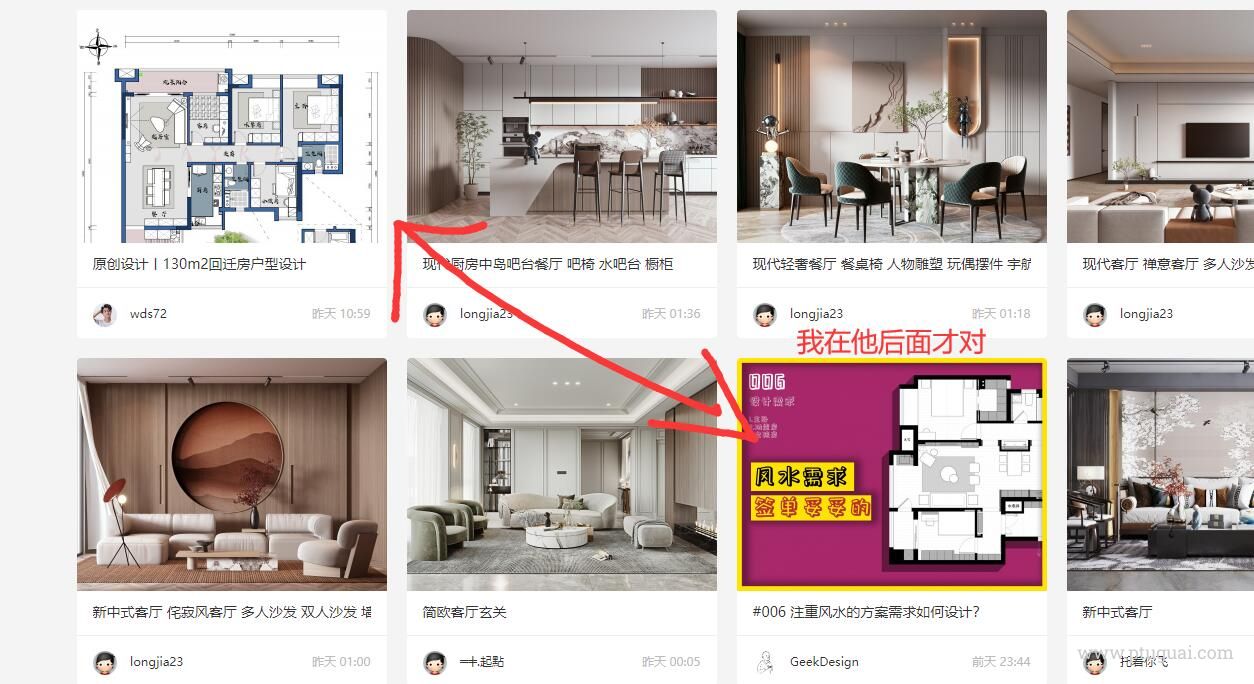 原创设计丨130m2回迁房户型设计
wds72
昨天 10:59
现代厨房中岛吧台餐厅 吧椅 水吧台 橱柜
longjia23
昨天 01:36
现代轻奢餐厅 餐桌椅 人物雕塑 玩偶摆件 宇航
longjia23
昨天 01:18
现代客厅 禅意客厅 多人沙发
longjia23
我在他后面才对
006
设计需求
风水需求
签单妥妥的
新中式客厅 侘寂风客厅 多人沙发 双人沙发 墙
longjia23
昨天 01:00
简欧客厅玄关
昨天 00:05
#006 注重风水的方案需求如何设计?
GeekDesign
前天 23:44
新中式客厅
托着你飞
www.ptuguai.com